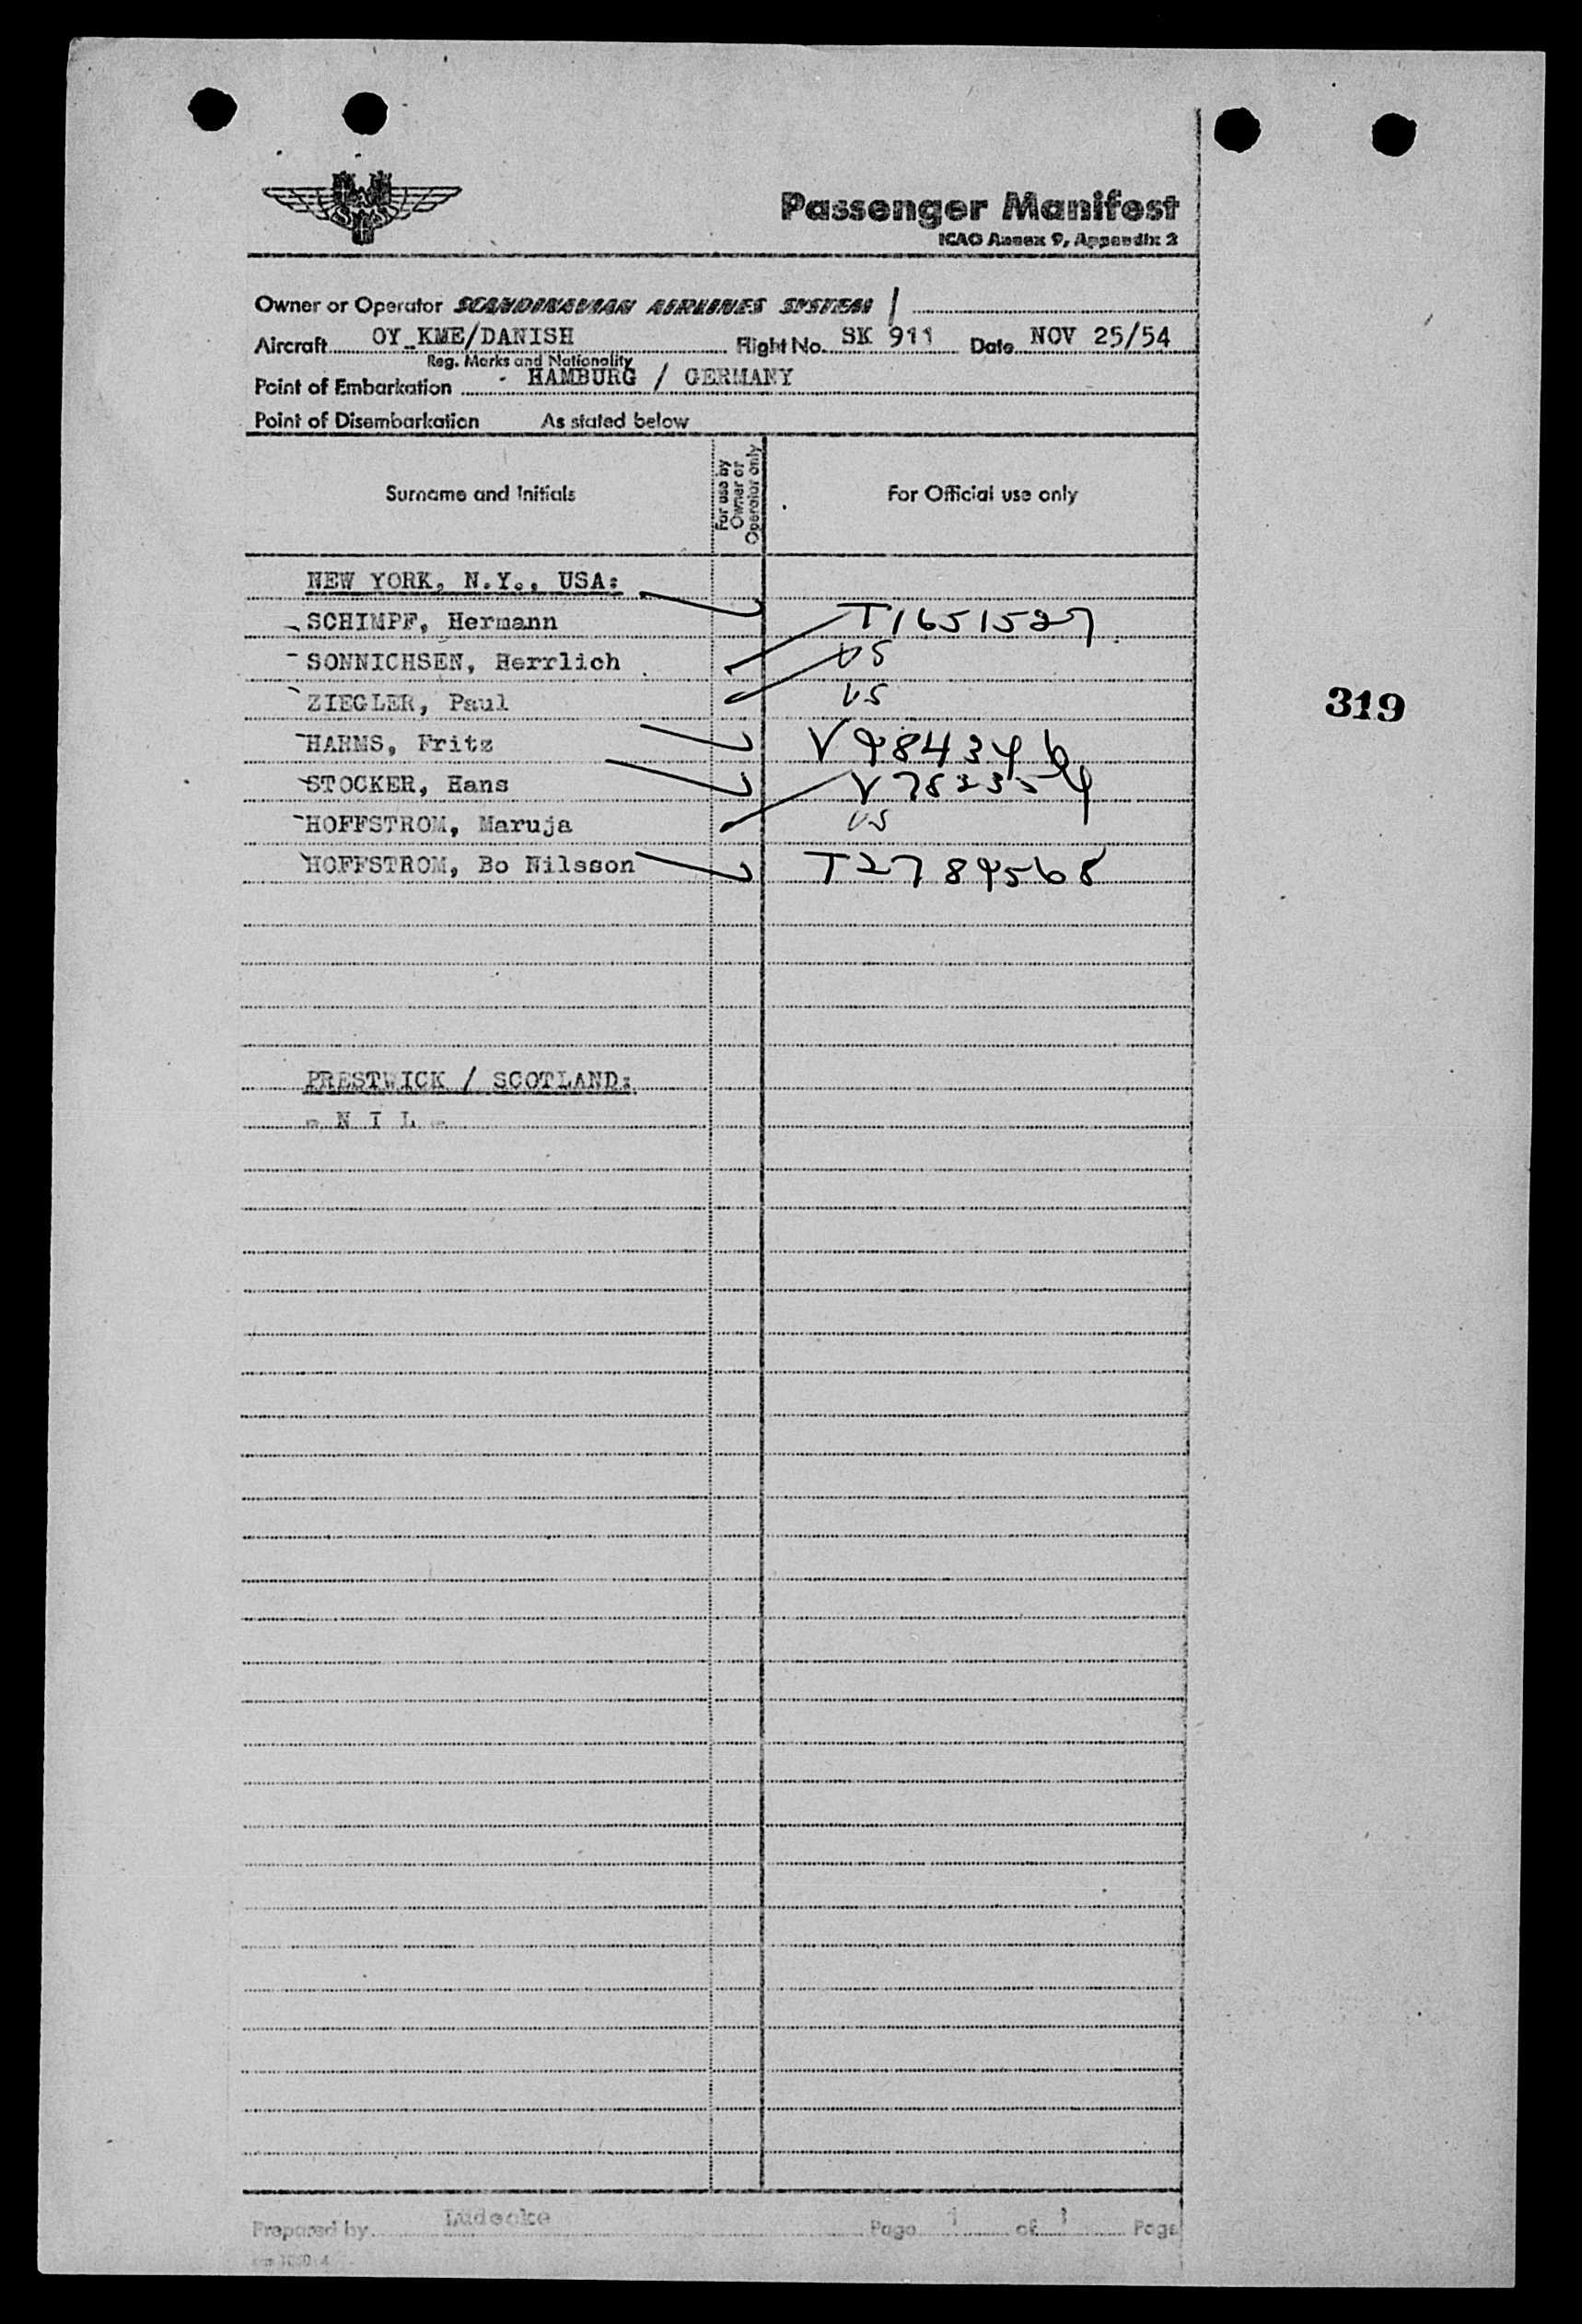 SAS
Passenger Manifest
ICAO Annex 9, Appendix 2
Owner or Operator SCANDINAVIAN AIRLINES SYSTEM /
Aircraft OY-KME/DANISH Flight No. SK 911 Date NOV 25/54
Reg. Marks and Nationality
Point of Embarkation HAMBURG / GERMANY
Point of Disembarkation As stated below
Surname and Initials For use by Owner or Operator only For Official use only
NEW YORK, N.Y., USA:
SCHIMPF, Hermann T1651527
SONNICHSEN, Herrlich US
ZIEGLER, Paul US
319
HARMS, Fritz
STOCKER, Hans
HOFFSTROM, Maruja US
HOFFSTROM, Bo Nilsson
PRESTWICK / SCOTLAND:
- N I L -
Prepared by Lüdecke Page 1 of 1 Page